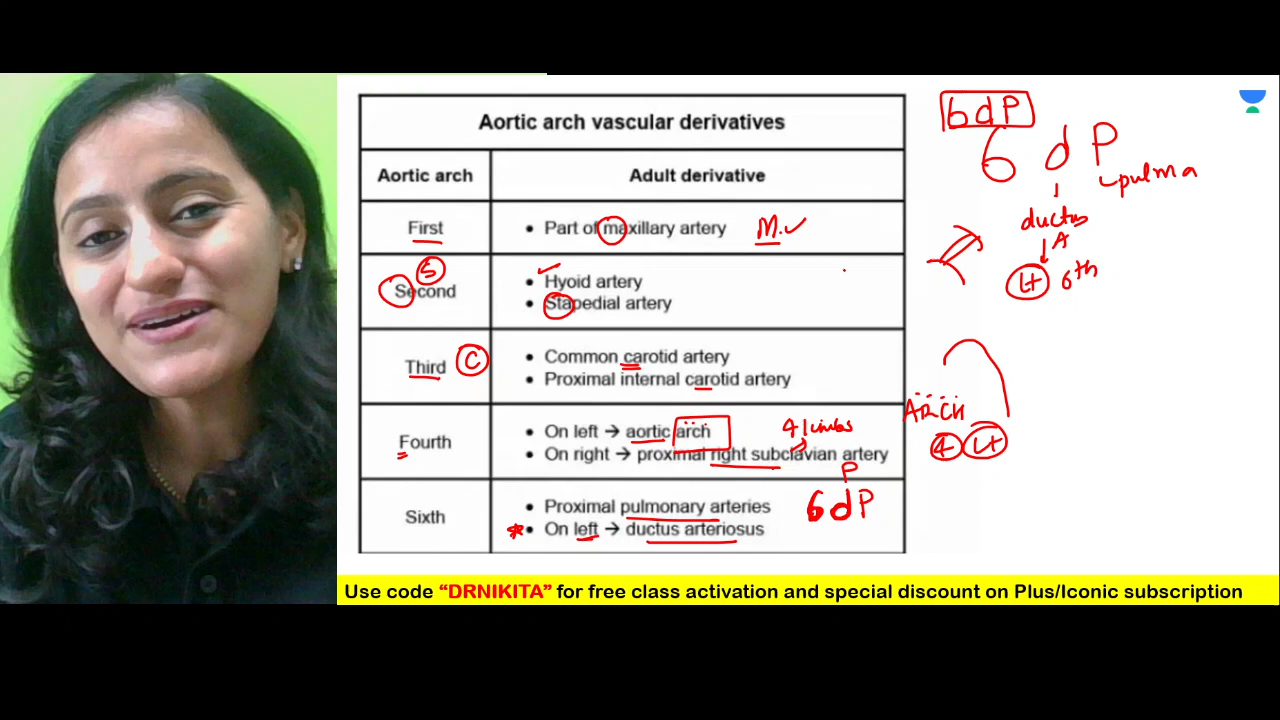 Aortic arch vascular derivatives
Aortic arch
Adult derivative
First
• Part of maxillary artery
M.
Second
S
• Hyoid artery
• Stapedial artery
Third
C
• Common carotid artery
• Proximal internal carotid artery
Fourth
• On left → aortic arch
4 limbs
• On right → proximal right subclavian artery
Sixth
• Proximal pulmonary arteries
• On left → ductus arteriosus
P
6dP
6dP
6 d P
pulma
ductus
A
Lt 6th
ARCH
4 Lt
Use code “DRNIKITA” for free class activation and special discount on Plus/Iconic subscription